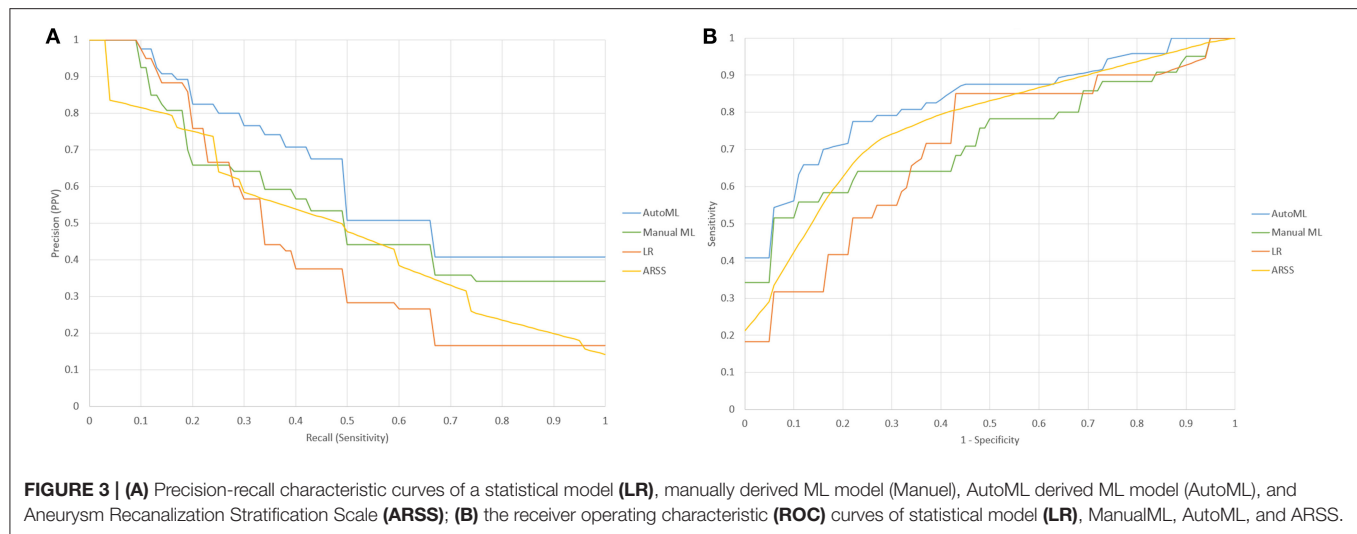 A
1
0.9
0.8
0.7
0.6
0.5
0.4
0.3
0.2
0.1
0
Precision (PPV)
0 0.1 0.2 0.3 0.4 0.5 0.6 0.7 0.8 0.9 1
Recall (Sensitivity)
AutoML
Manual ML
LR
ARSS
B
1
0.9
0.8
0.7
0.6
0.5
0.4
0.3
0.2
0.1
0
Sensitivity
0 0.1 0.2 0.3 0.4 0.5 0.6 0.7 0.8 0.9 1
1 - Specificity
AutoML
Manual ML
LR
ARSS
FIGURE 3 | (A) Precision-recall characteristic curves of a statistical model (LR), manually derived ML model (Manuel), AutoML derived ML model (AutoML), and
Aneurysm Recanalization Stratification Scale (ARSS); (B) the receiver operating characteristic (ROC) curves of statistical model (LR), ManualML, AutoML, and ARSS.